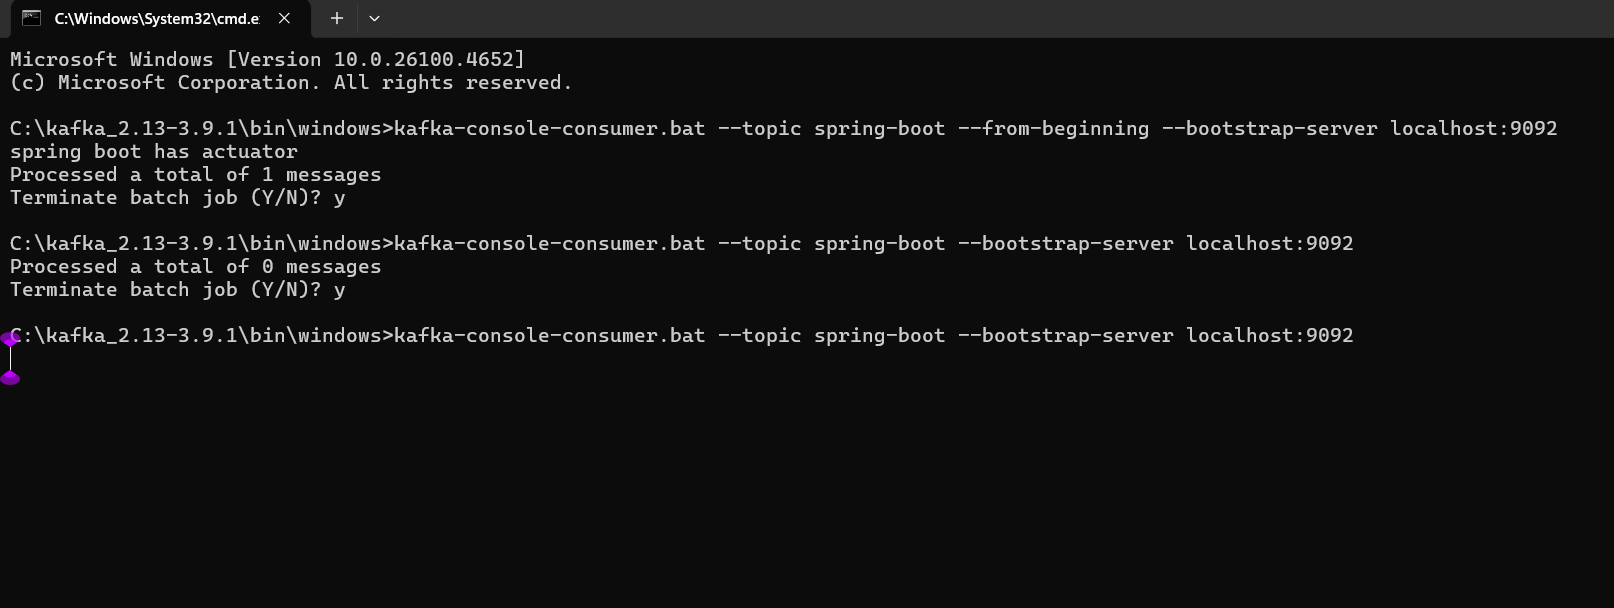 C:\Windows\System32\cmd.e
Microsoft Windows [Version 10.0.26100.4652]
(c) Microsoft Corporation. All rights reserved.
C:\kafka_2.13-3.9.1\bin\windows>kafka-console-consumer.bat --topic spring-boot --from-beginning --bootstrap-server localhost:9092
spring boot has actuator
Processed a total of 1 messages
Terminate batch job (Y/N)? y
C:\kafka_2.13-3.9.1\bin\windows>kafka-console-consumer.bat --topic spring-boot --bootstrap-server localhost:9092
Processed a total of 0 messages
Terminate batch job (Y/N)? y
C:\kafka_2.13-3.9.1\bin\windows>kafka-console-consumer.bat --topic spring-boot --bootstrap-server localhost:9092